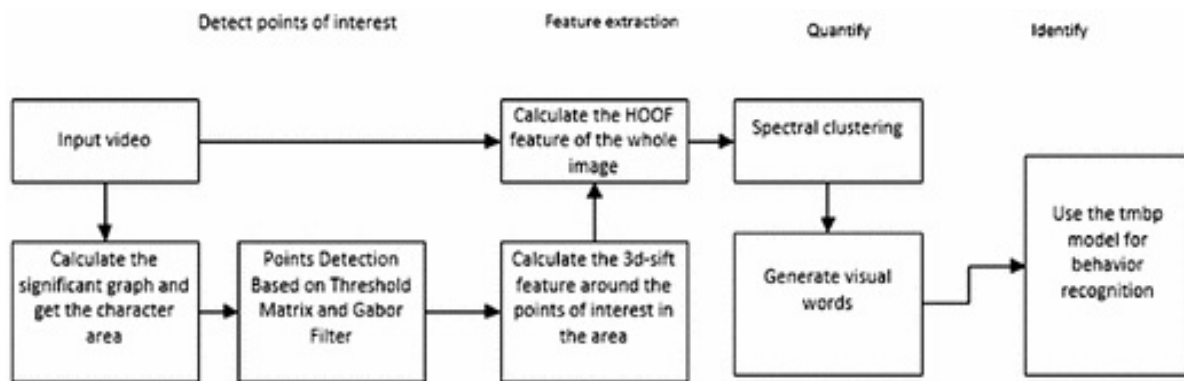 Detect points of interest
Feature extraction
Quantify
Identify
Input video
Calculate the HOOF
feature of the whole
image
Spectral clustering
Calculate the
significant graph and
get the character
area
Points Detection
Based on Threshold
Matrix and Gabor
Filter
Calculate the 3d-sift
feature around the
points of interest in
the area
Generate visual
words
Use the tmbp
model for
behavior
recognition